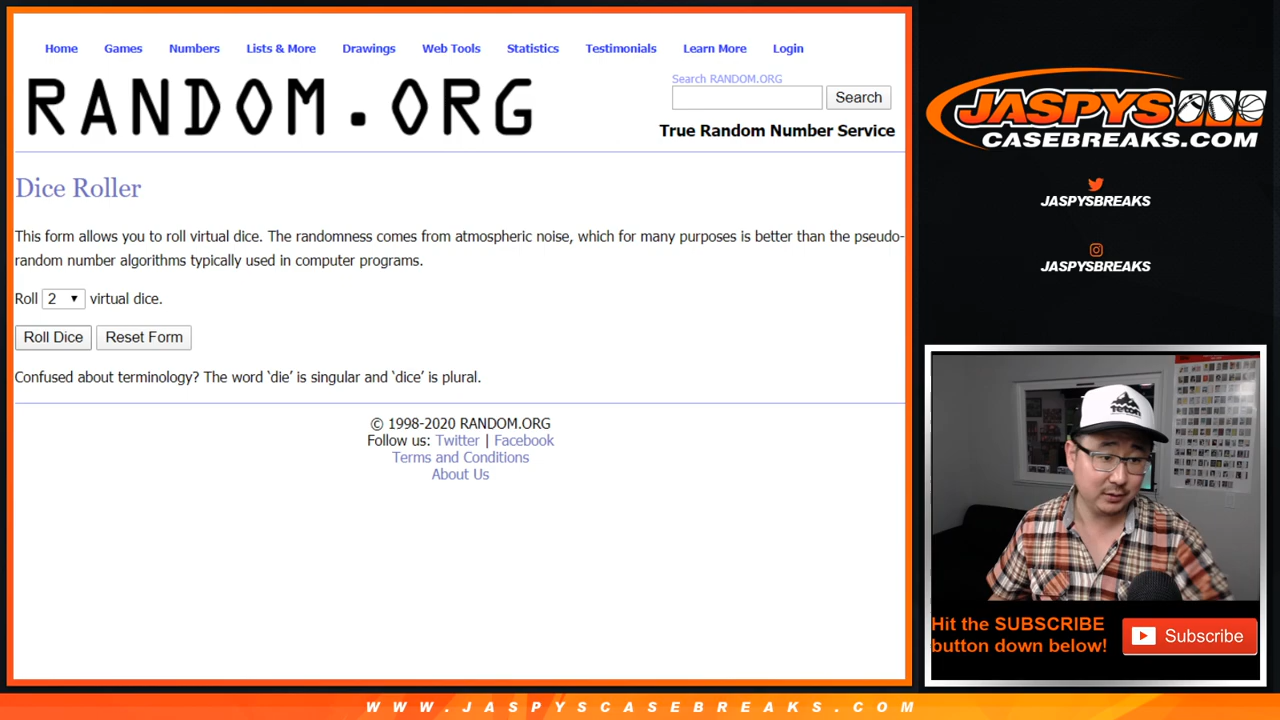 Home Games Numbers Lists & More Drawings Web Tools Statistics Testimonials Learn More Login
RANDOM.ORG
Search RANDOM.ORG
Search
True Random Number Service
Dice Roller
This form allows you to roll virtual dice. The randomness comes from atmospheric noise, which for many purposes is better than the pseudo-
random number algorithms typically used in computer programs.
Roll 2 virtual dice.
Roll Dice Reset Form
Confused about terminology? The word ‘die’ is singular and ‘dice’ is plural.
© 1998-2020 RANDOM.ORG
Follow us: Twitter | Facebook
Terms and Conditions
About Us
JASPYS
CASEBREAKS.COM
JASPYSBREAKS
JASPYSBREAKS
teton
Hit the SUBSCRIBE
button down below!
Subscribe
WWW.JASPYSCASEBREAKS.COM